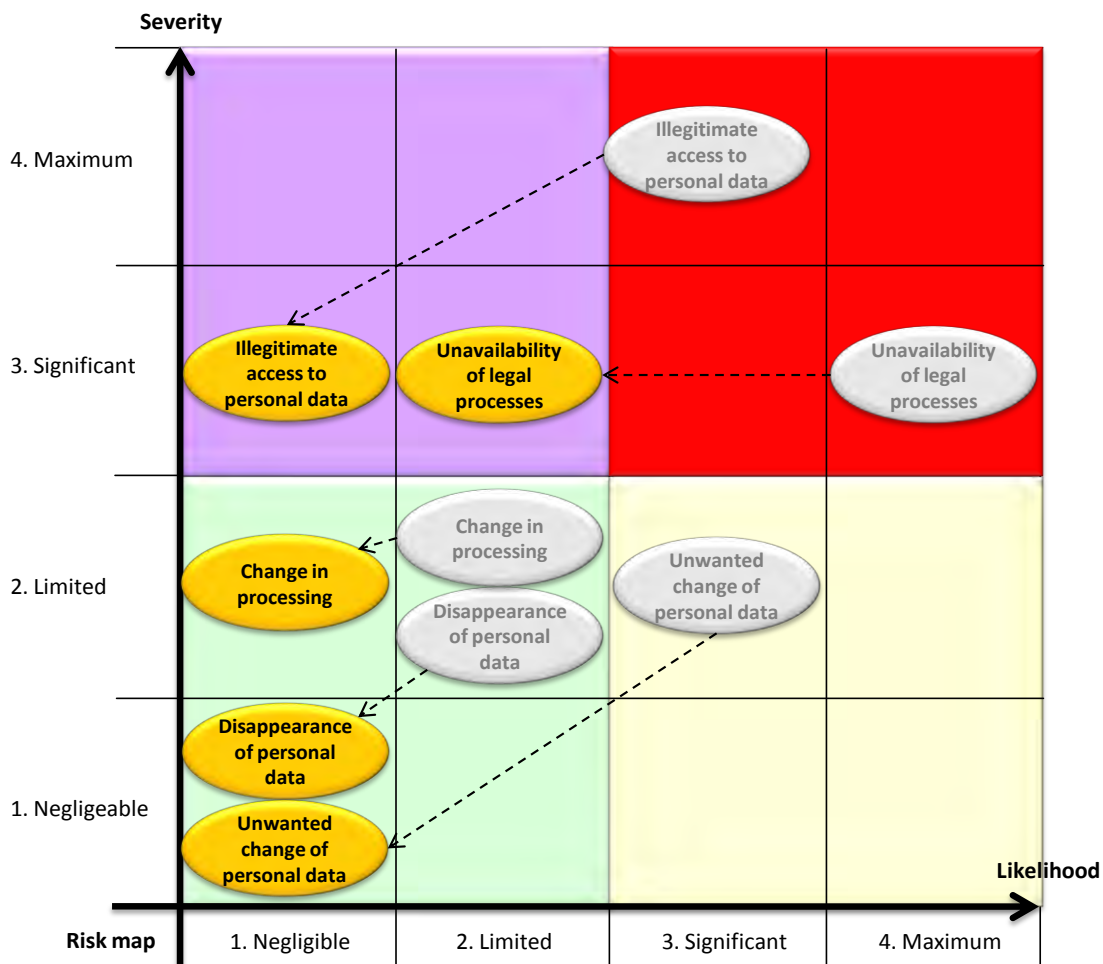 Severity
4. Maximum
Illegitimate
access to
personal data
3. Significant
Illegitimate
access to
personal data
Unavailability
of legal
processes
Unavailability
of legal
processes
2. Limited
Change in
processing
Change in
processing
Disappearance
of personal
data
Unwanted
change of
personal data
1. Negligeable
Disappearance
of personal
data
Unwanted
change of
personal data
Likelihood
Risk map
1. Negligible
2. Limited
3. Significant
4. Maximum